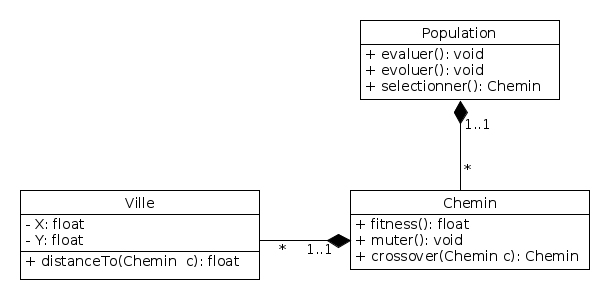 Population
+ evaluer(): void
+ evoluer(): void
+ selectionner(): Chemin
1..1
*
Ville
- X: float
- Y: float
+ distanceTo(Chemin c): float
* 1..1
Chemin
+ fitness(): float
+ muter(): void
+ crossover(Chemin c): Chemin